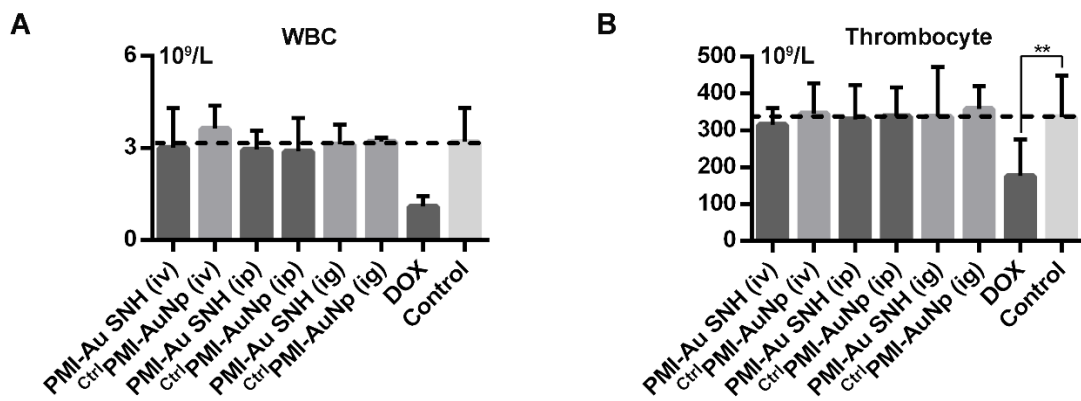 A
WBC
10⁹/L
6
3
0
PMI-Au SNH (iv)
CtrlPMI-AuNp (iv)
PMI-Au SNH (ip)
CtrlPMI-AuNp (ip)
PMI-Au SNH (ig)
CtrlPMI-AuNp (ig)
DOX
Control
B
Thrombocyte
10⁹/L
**
500
400
300
200
100
0
PMI-Au SNH (iv)
CtrlPMI-AuNp (iv)
PMI-Au SNH (ip)
CtrlPMI-AuNp (ip)
PMI-Au SNH (ig)
CtrlPMI-AuNp (ig)
DOX
Control